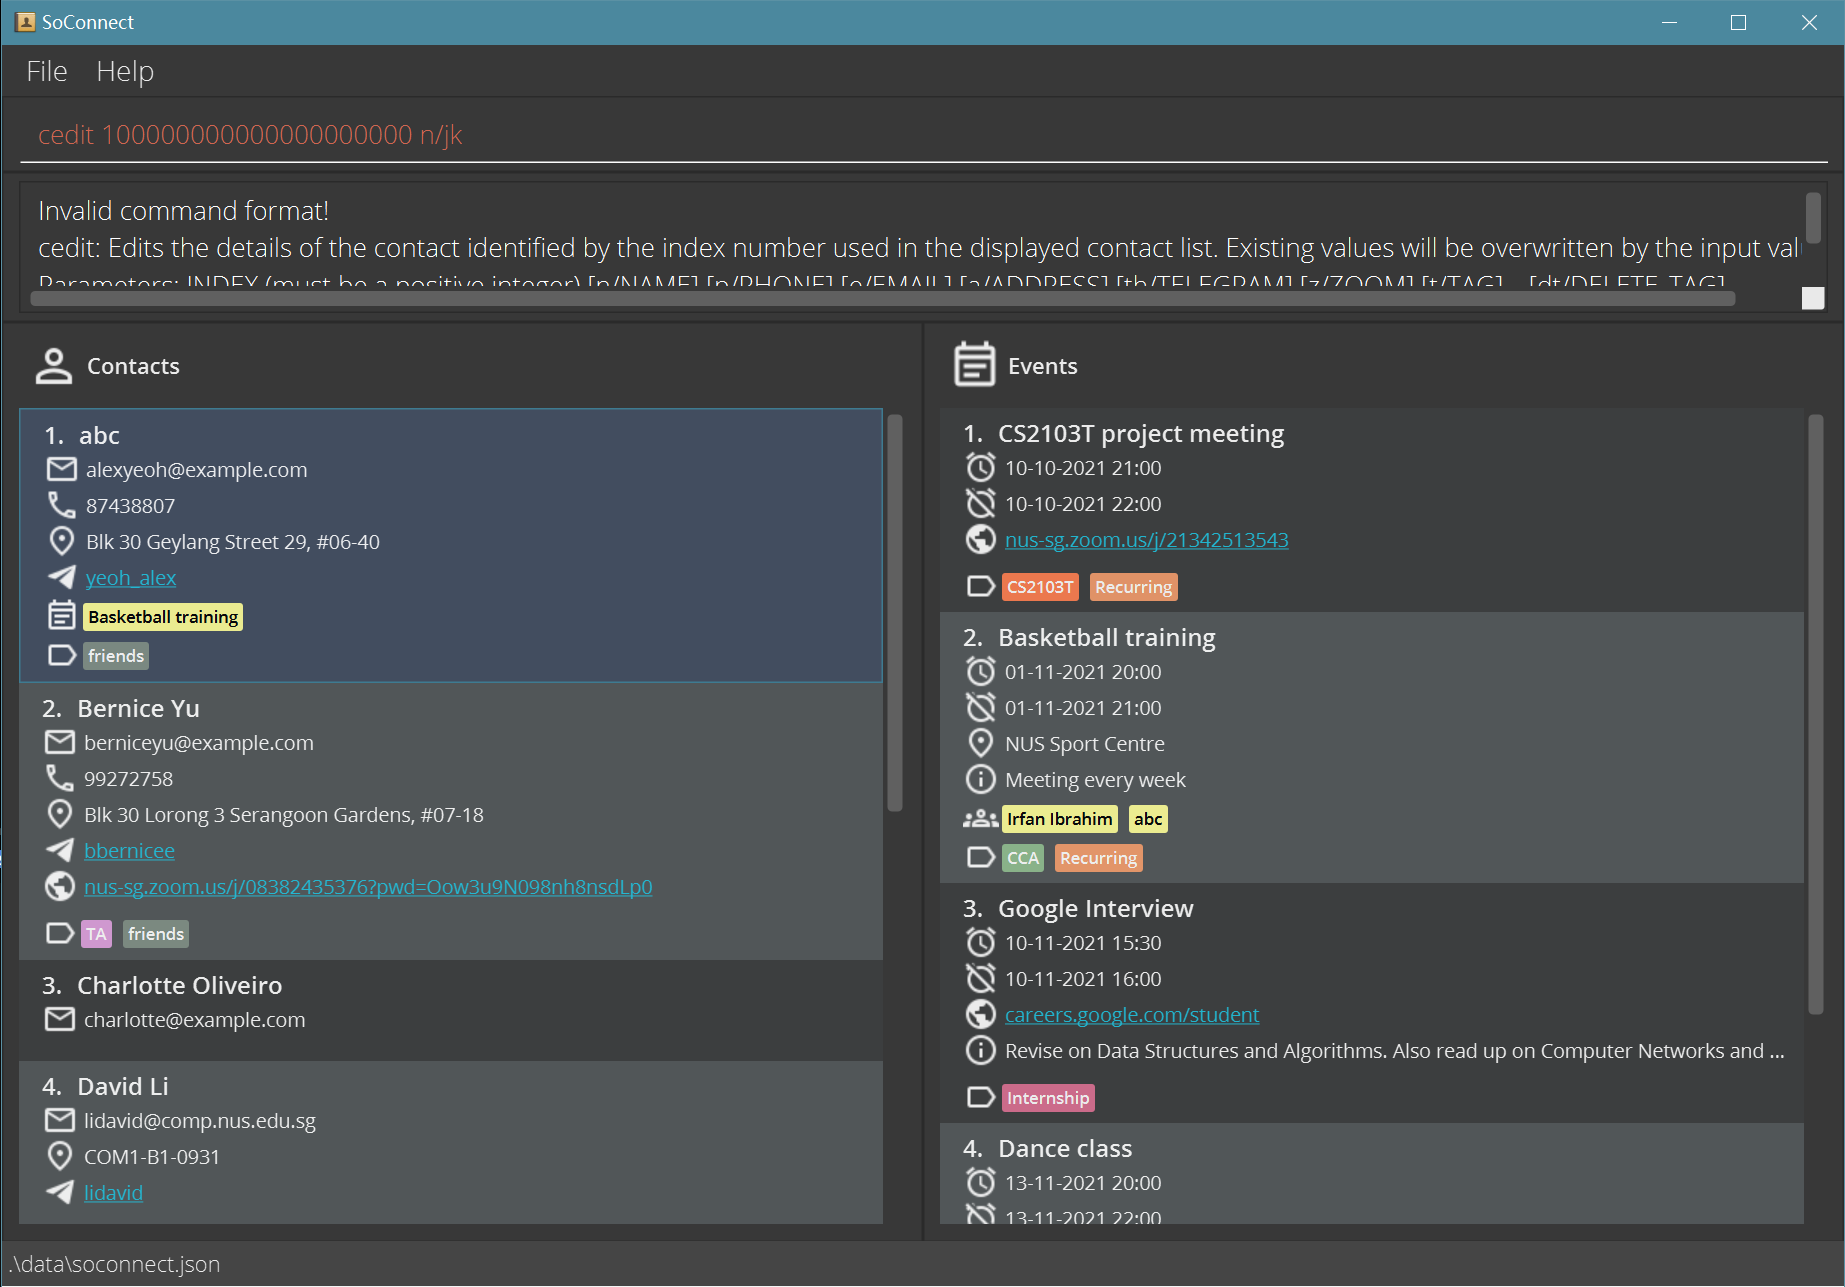 SoConnect
File Help
cedit 1000000000000000000000 n/jk
Invalid command format!
cedit: Edits the details of the contact identified by the index number used in the displayed contact list. Existing values will be overwritten by the input val
Parameters: INDEX (must be a positive integer) [n/NAME] [p/PHONE] [e/EMAIL] [a/ADDRESS] [th/TELEGRAM] [z/ZOOM] [t/TAG]... [dt/DELETE_TAG]
Contacts
1. abc
alexyeoh@example.com
87438807
Blk 30 Geylang Street 29, #06-40
yeoh_alex
Basketball training
friends
2. Bernice Yu
berniceyu@example.com
99272758
Blk 30 Lorong 3 Serangoon Gardens, #07-18
bbernicee
nus-sg.zoom.us/j/08382435376?pwd=Oow3u9N098nh8nsdLp0
TA friends
3. Charlotte Oliveiro
charlotte@example.com
4. David Li
lidavid@comp.nus.edu.sg
COM1-B1-0931
lidavid
Events
1. CS2103T project meeting
10-10-2021 21:00
10-10-2021 22:00
nus-sg.zoom.us/j/21342513543
CS2103T Recurring
2. Basketball training
01-11-2021 20:00
01-11-2021 21:00
NUS Sport Centre
Meeting every week
Irfan Ibrahim abc
CCA Recurring
3. Google Interview
10-11-2021 15:30
10-11-2021 16:00
careers.google.com/student
Revise on Data Structures and Algorithms. Also read up on Computer Networks and ...
Internship
4. Dance class
13-11-2021 20:00
13-11-2021 22:00
.\data\soconnect.json